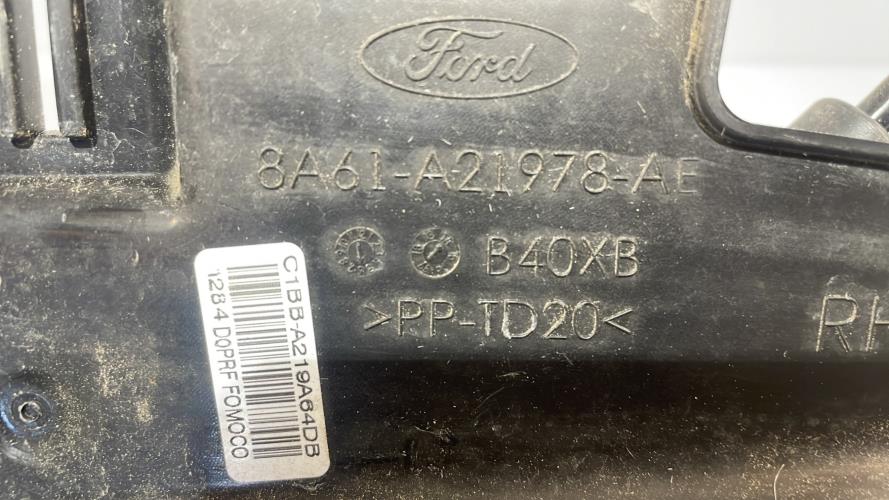 Ford
8A61-A21978-AE
B40XB
>PP-TD20<
RH
C1BB-A219A64DB
1284 D0PRF FOMOCO